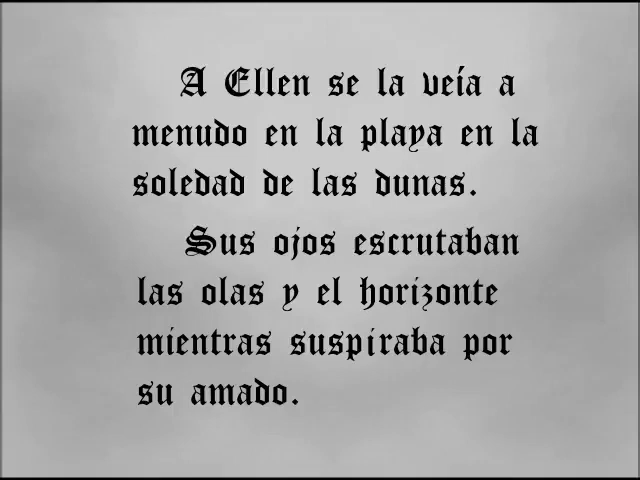 A Ellen se la veía a
menudo en la playa en la
soledad de las dunas.
Sus ojos escrutaban
las olas y el horizonte
mientras suspiraba por
su amado.